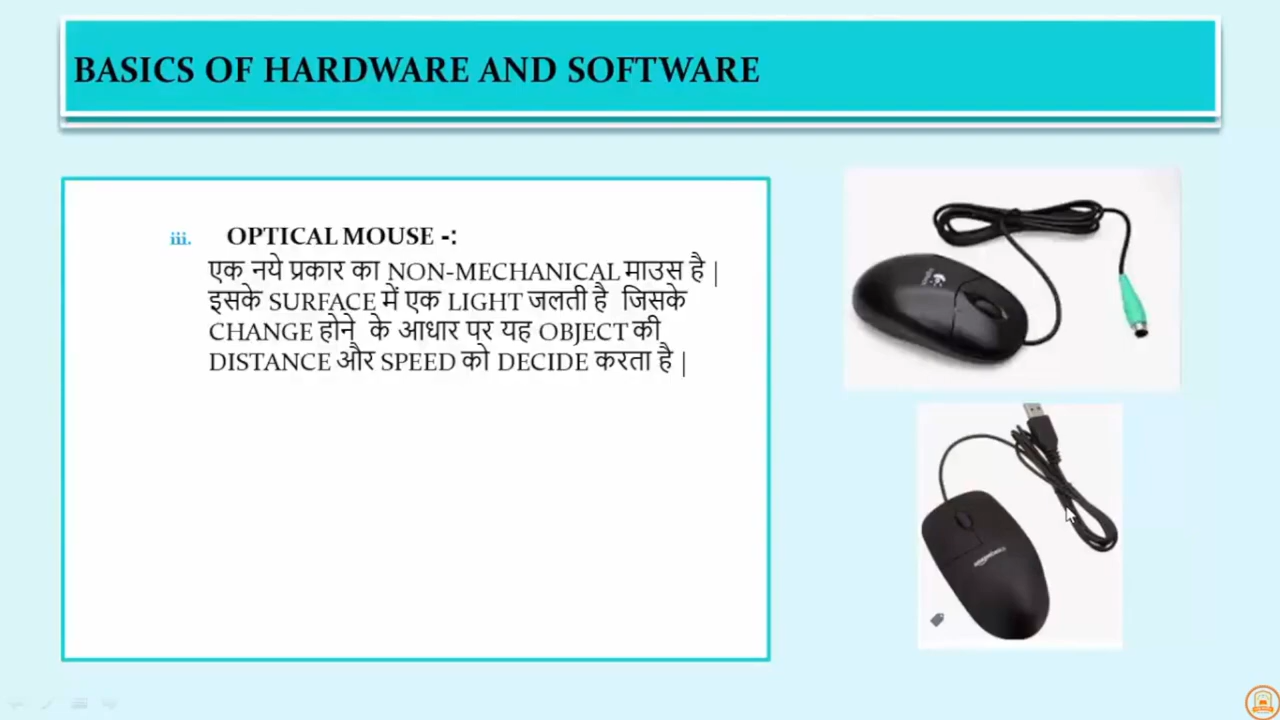 BASICS OF HARDWARE AND SOFTWARE
iii. OPTICAL MOUSE -:
एक नये प्रकार का NON-MECHANICAL माउस है |
इसके SURFACE में एक LIGHT जलती है जिसके
CHANGE होने के आधार पर यह OBJECT की
DISTANCE और SPEED को DECIDE करता है |